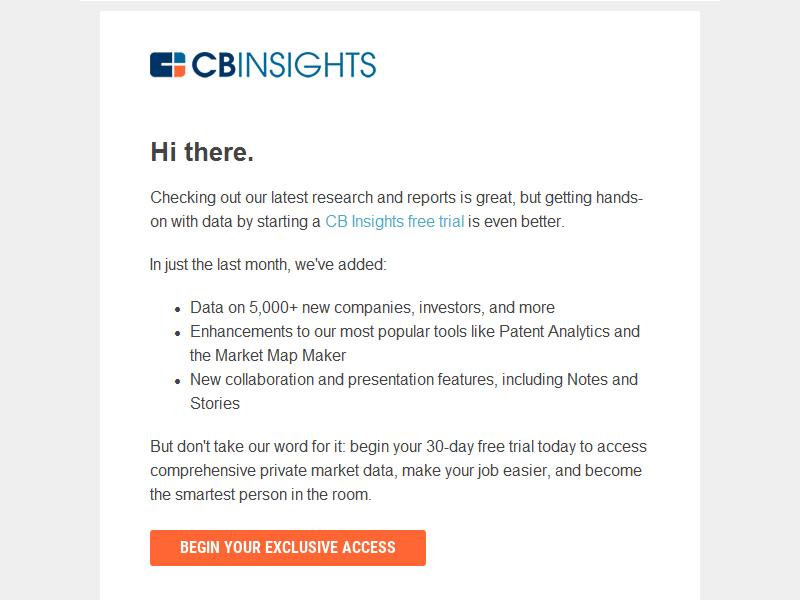 CBINSIGHTS
Hi there.
Checking out our latest research and reports is great, but getting hands-
on with data by starting a CB Insights free trial is even better.
In just the last month, we've added:
• Data on 5,000+ new companies, investors, and more
• Enhancements to our most popular tools like Patent Analytics and
the Market Map Maker
• New collaboration and presentation features, including Notes and
Stories
But don't take our word for it: begin your 30-day free trial today to access
comprehensive private market data, make your job easier, and become
the smartest person in the room.
BEGIN YOUR EXCLUSIVE ACCESS